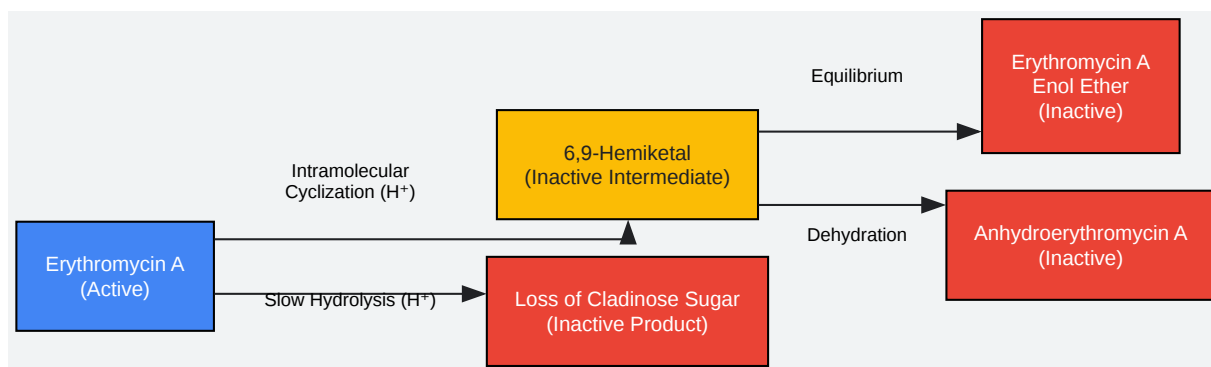 Erythromycin A
(Active)
Intramolecular
Cyclization (H⁺)
Slow Hydrolysis (H⁺)
6,9-Hemiketal
(Inactive Intermediate)
Loss of Cladinose Sugar
(Inactive Product)
Equilibrium
Erythromycin A
Enol Ether
(Inactive)
Dehydration
Anhydroerythromycin A
(Inactive)